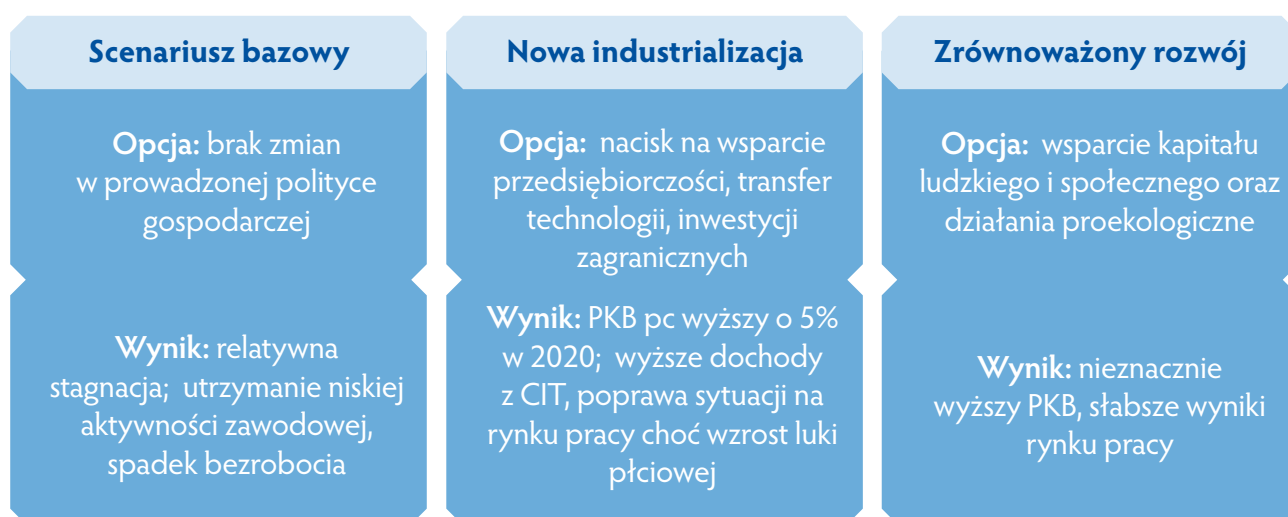 Scenariusz bazowy
Opcja: brak zmian
w prowadzonej polityce
gospodarczej
Wynik: relatywna
stagnacja; utrzymanie niskiej
aktywności zawodowej,
spadek bezrobocia
Nowa industrializacja
Opcja: nacisk na wsparcie
przedsiębiorczości, transfer
technologii, inwestycji
zagranicznych
Wynik: PKB pc wyższy o 5%
w 2020; wyższe dochody
z CIT, poprawa sytuacji na
rynku pracy choć wzrost luki
płciowej
Zrównoważony rozwój
Opcja: wsparcie kapitału
ludzkiego i społecznego oraz
działania proekologiczne
Wynik: nieznacznie
wyższy PKB, słabsze wyniki
rynku pracy